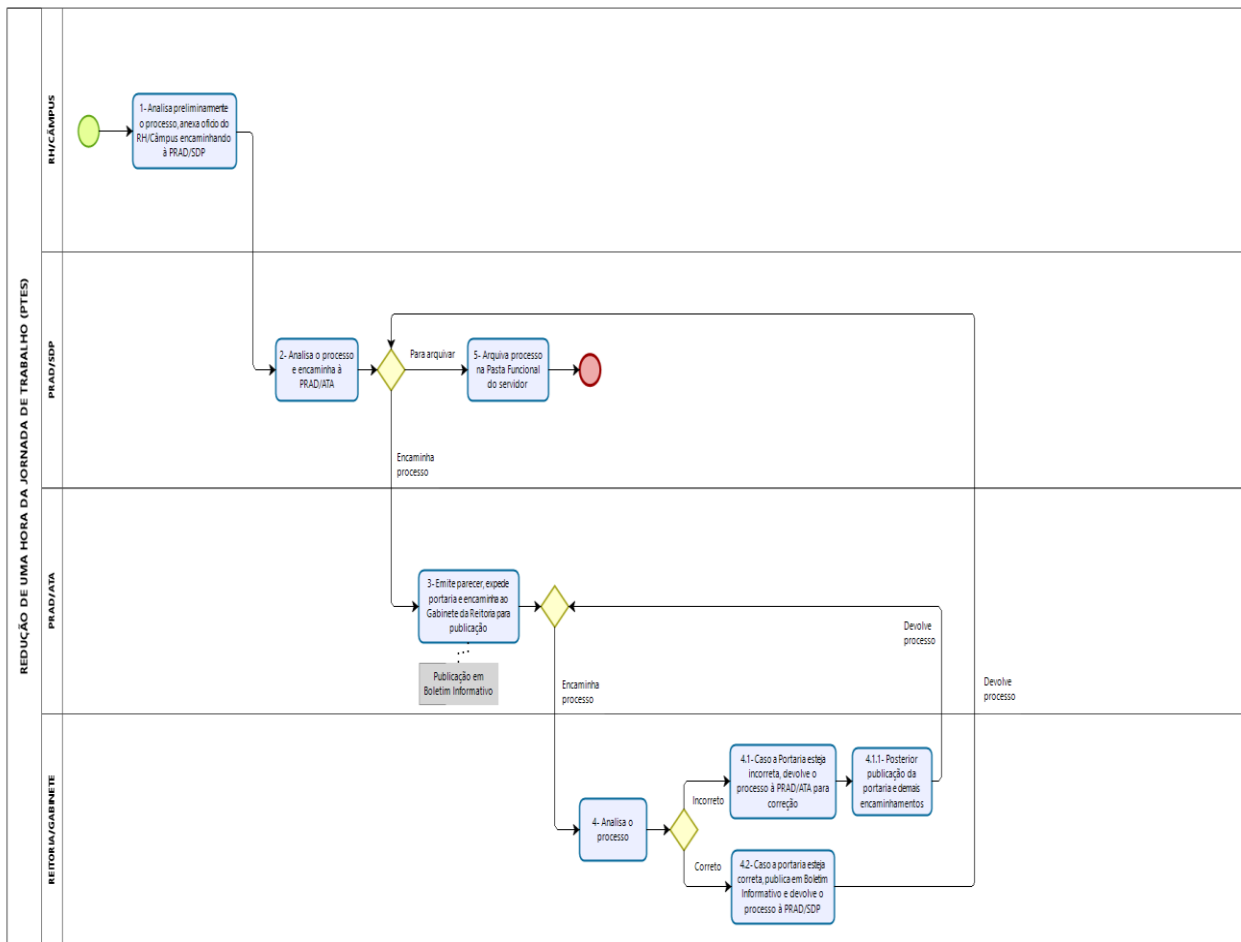 REDUÇÃO DE UMA HORA DA JORNADA DE TRABALHO (PTES)
RH/CÂMPUS
1- Analisa preliminarmente
o processo, anexa ofício do
RH/Câmpus encaminhando
à PRAD/SDP
PRAD/SDP
2- Analisa o processo
e encaminha à
PRAD/ATA
Para arquivar
5- Arquiva processo
na Pasta Funcional
do servidor
Encaminha
processo
PRAD/ATA
3- Emite parecer, expede
portaria e encaminha ao
Gabinete da Reitoria para
publicação
Publicação em
Boletim Informativo
Encaminha
processo
Devolve
processo
Devolve
processo
REITORIA/GABINETE
4- Analisa o
processo
Incorreto
4.1- Caso a Portaria esteja
incorreta, devolve o
processo à PRAD/ATA para
correção
4.1.1- Posterior
publicação da
portaria e demais
encaminhamentos
Correto
4.2- Caso a portaria esteja
correta, publica em Boletim
Informativo e devolve o
processo à PRAD/SDP